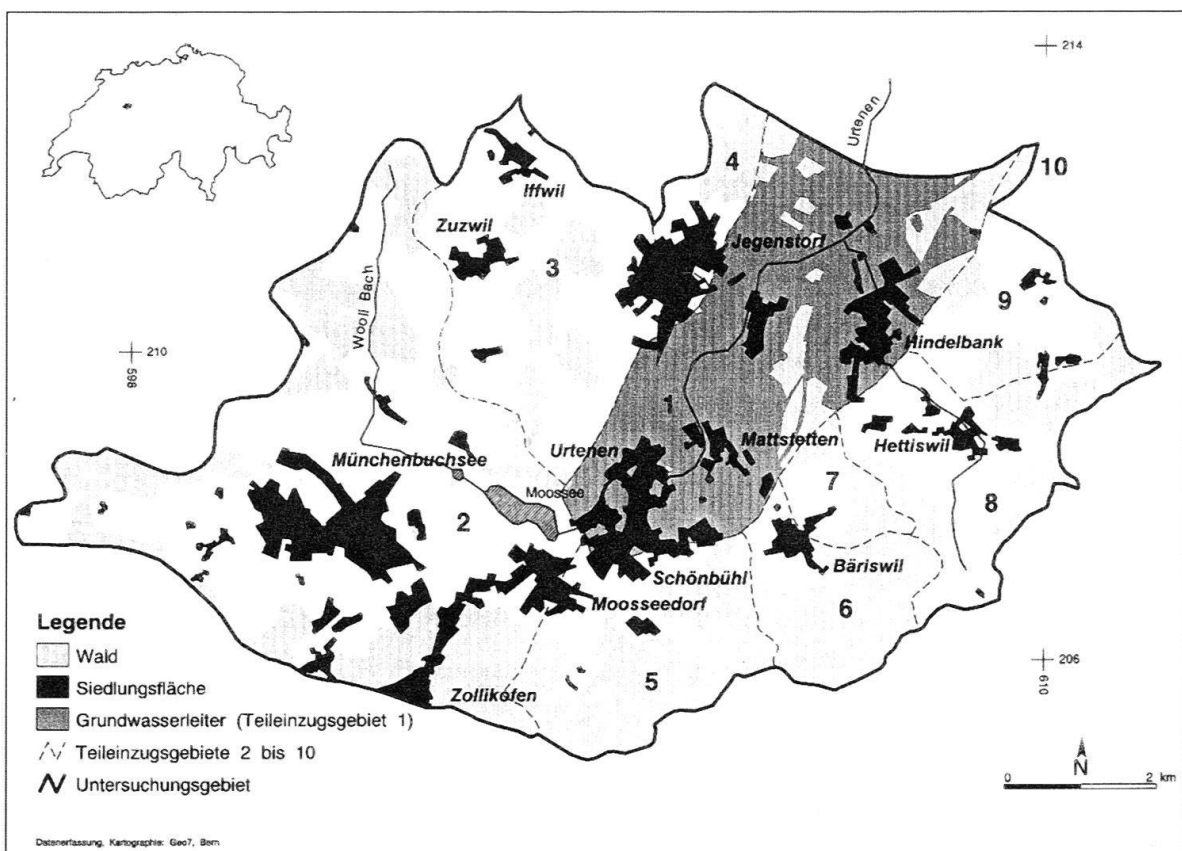 214
Urtenen
4
10
Iffwil
Zuzwil
Jegenstorf
3
9
Wooli Bach
210
598
Hindelbank
1
Mattstetten
Urtenen
Hettiswil
Münchenbuchsee
Moossee
7
2
8
Schönbühl
Bäriswil
Moosseedorf
6
Legende
Wald
206
610
5
Siedlungsfläche
Zollikofen
Grundwasserleiter (Teileinzugsgebiet 1)
Teileinzugsgebiete 2 bis 10
N
Untersuchungsgebiet
0 2 km
Datenerfassung, Kartographie: Geo7, Bern